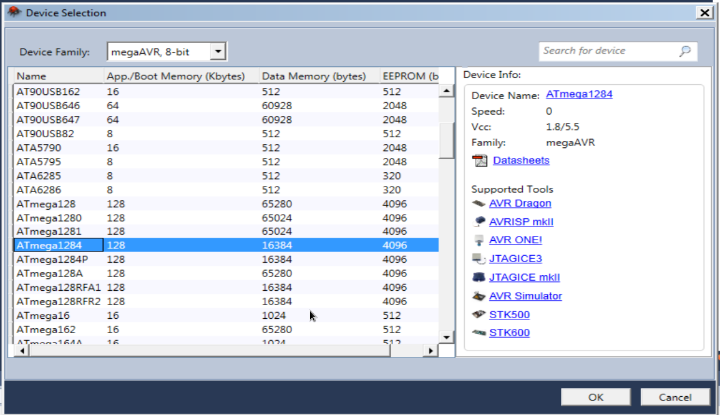 Device Selection
Device Family: megaAVR, 8-bit
Search for device
Name App./Boot Memory (Kbytes) Data Memory (bytes) EEPROM (b
AT90USB162 16 512 512
AT90USB646 64 60928 2048
AT90USB647 64 60928 2048
AT90USB82 8 512 512
ATA5790 16 512 2048
ATA5795 8 512 2048
ATA6285 8 512 320
ATA6286 8 512 320
ATmega128 128 65280 4096
ATmega1280 128 65024 4096
ATmega1281 128 65024 4096
ATmega1284 128 16384 4096
ATmega1284P 128 16384 4096
ATmega128A 128 65280 4096
ATmega128RFA1 128 16384 4096
ATmega128RFR2 128 16384 4096
ATmega16 16 1024 512
ATmega162 16 65280 512
ATmega164A 16 1024 512
Device Info:
Device Name: ATmega1284
Speed: 0
Vcc: 1.8/5.5
Family: megaAVR
Datasheets
Supported Tools
AVR Dragon
AVRISP mkII
AVR ONE!
JTAGICE3
JTAGICE mkII
AVR Simulator
STK500
STK600
OK Cancel